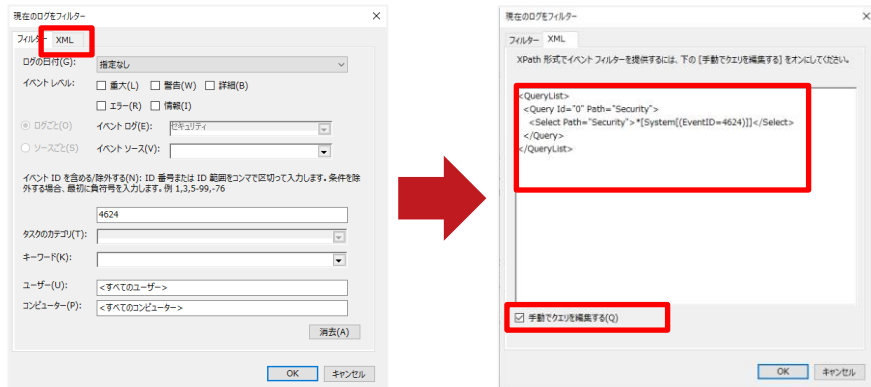 現在のログをフィルター
フィルター XML
ログの日付(G): 指定なし
イベント レベル: 重大(L) 警告(W) 詳細(B)
エラー(R) 情報(I)
ログごと(O) イベント ログ(E): セキュリティ
ソースごと(S) イベント ソース(V):
イベント ID を含める/除外する(N): ID 番号または ID 範囲をコンマで区切って入力します。条件を除
外する場合、最初に負符号を入力します。例 1,3,5-99,-76
4624
タスクのカテゴリ(T):
キーワード(K):
ユーザー(U): <すべてのユーザー>
コンピューター(P): <すべてのコンピューター>
消去(A)
OK キャンセル
現在のログをフィルター
フィルター XML
XPath 形式でイベント フィルターを提供するには、下の [手動でクエリを編集する] をオンにしてください。
<QueryList>
<Query Id="0" Path="Security">
<Select Path="Security">*[System[(EventID=4624)]]</Select>
</Query>
</QueryList>
手動でクエリを編集する(Q)
OK キャンセル